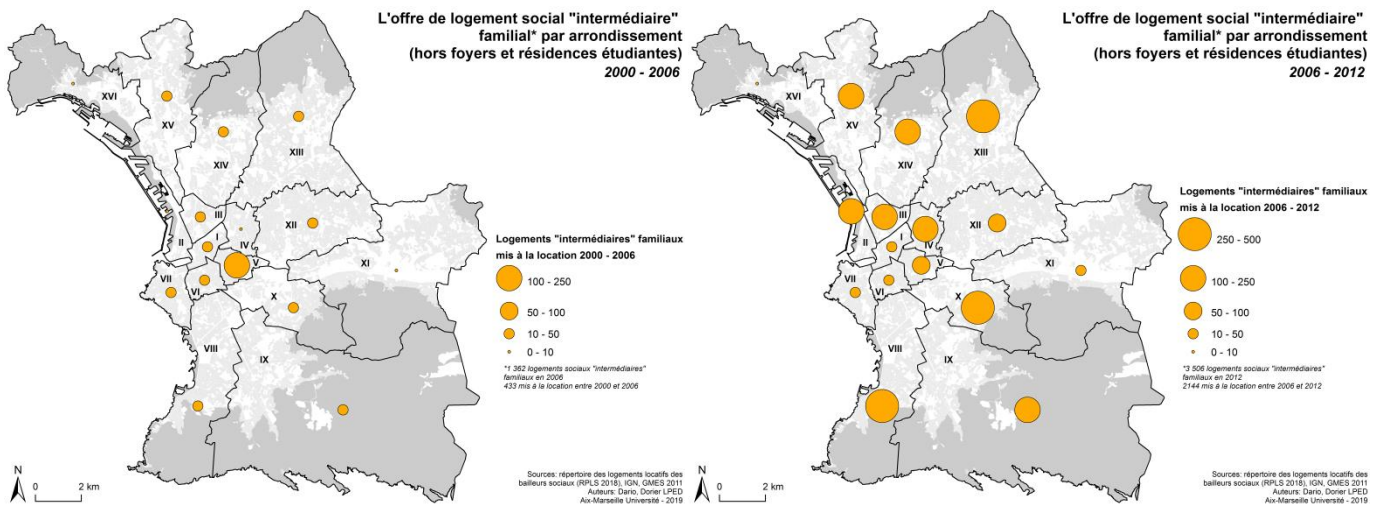 L'offre de logement social "intermédiaire"
familial* par arrondissement
(hors foyers et résidences étudiantes)
2000 - 2006
XVI
XV
XIV
XIII
III
II
I
IV
XII
V
VII
VI
XI
X
VIII
IX
Logements "intermédiaires" familiaux
mis à la location 2000 - 2006
100 - 250
50 - 100
10 - 50
0 - 10
*1 362 logements sociaux "intermédiaires"
familiaux en 2006
433 mis à la location entre 2000 et 2006
N
0 2 km
Sources: répertoire des logements locatifs des
bailleurs sociaux (RPLS 2018), IGN, GMES 2011
Auteurs: Dario, Dorier LPED
Aix-Marseille Université - 2019
L'offre de logement social "intermédiaire"
familial* par arrondissement
(hors foyers et résidences étudiantes)
2006 - 2012
XVI
XV
XIV
XIII
III
II
I
IV
XII
V
VII
VI
XI
X
VIII
IX
Logements "intermédiaires" familiaux
mis à la location 2006 - 2012
250 - 500
100 - 250
50 - 100
10 - 50
0 - 10
*3 506 logements sociaux "intermédiaires"
familiaux en 2012
2144 mis à la location entre 2006 et 2012
N
0 2 km
Sources: répertoire des logements locatifs des
bailleurs sociaux (RPLS 2018), IGN, GMES 2011
Auteurs: Dario, Dorier LPED
Aix-Marseille Université - 2019